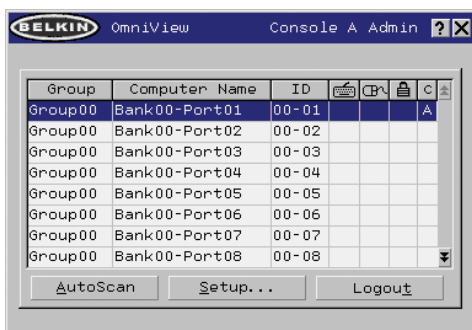 BELKIN OmniView Console A Admin ? X
Group Computer Name ID C
Group00 Bank00-Port01 00-01 A
Group00 Bank00-Port02 00-02
Group00 Bank00-Port03 00-03
Group00 Bank00-Port04 00-04
Group00 Bank00-Port05 00-05
Group00 Bank00-Port06 00-06
Group00 Bank00-Port07 00-07
Group00 Bank00-Port08 00-08
AutoScan Setup... Logout